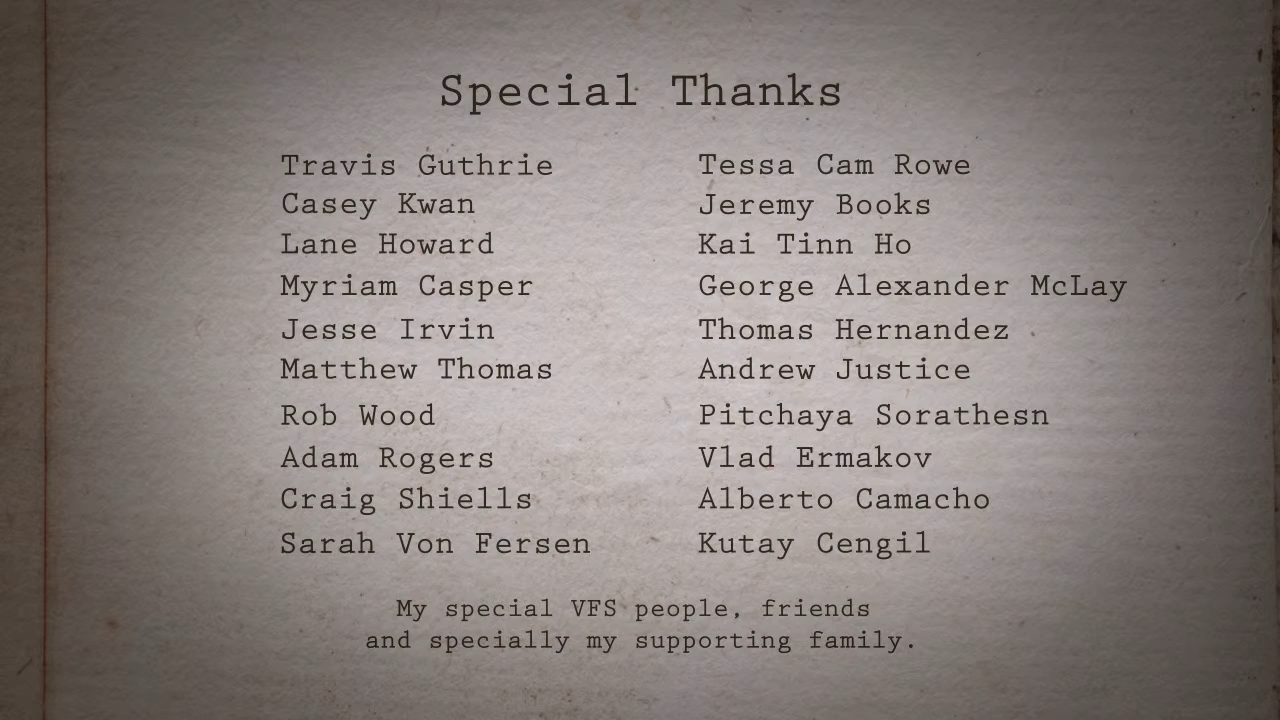 Special Thanks
Travis Guthrie
Casey Kwan
Lane Howard
Myriam Casper
Jesse Irvin
Matthew Thomas
Rob Wood
Adam Rogers
Craig Shiells
Sarah Von Fersen
Tessa Cam Rowe
Jeremy Books
Kai Tinn Ho
George Alexander McLay
Thomas Hernandez
Andrew Justice
Pitchaya Sorathesn
Vlad Ermakov
Alberto Camacho
Kutay Cengil
My special VFS people, friends
and specially my supporting family.